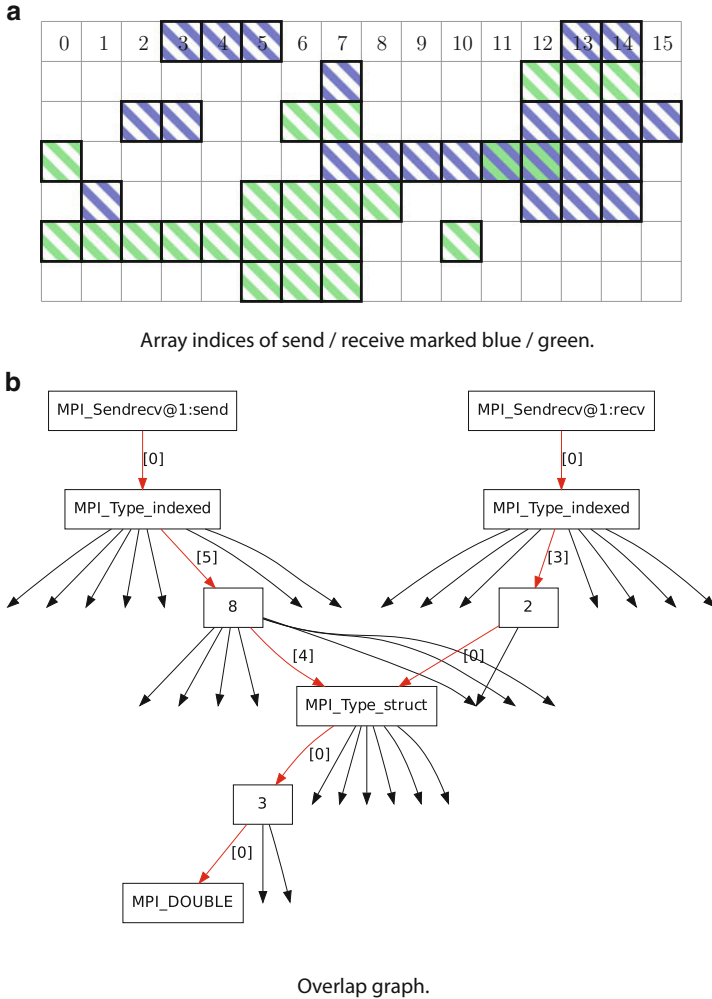 a
0 1 2 3 4 5 6 7 8 9 10 11 12 13 14 15
Array indices of send / receive marked blue / green.
b
MPI_Sendrecv@1:send MPI_Sendrecv@1:recv
[0] [0]
MPI_Type_indexed MPI_Type_indexed
[5] [3]
8 2
[4] [0]
MPI_Type_struct
[0]
3
[0]
MPI_DOUBLE
Overlap graph.